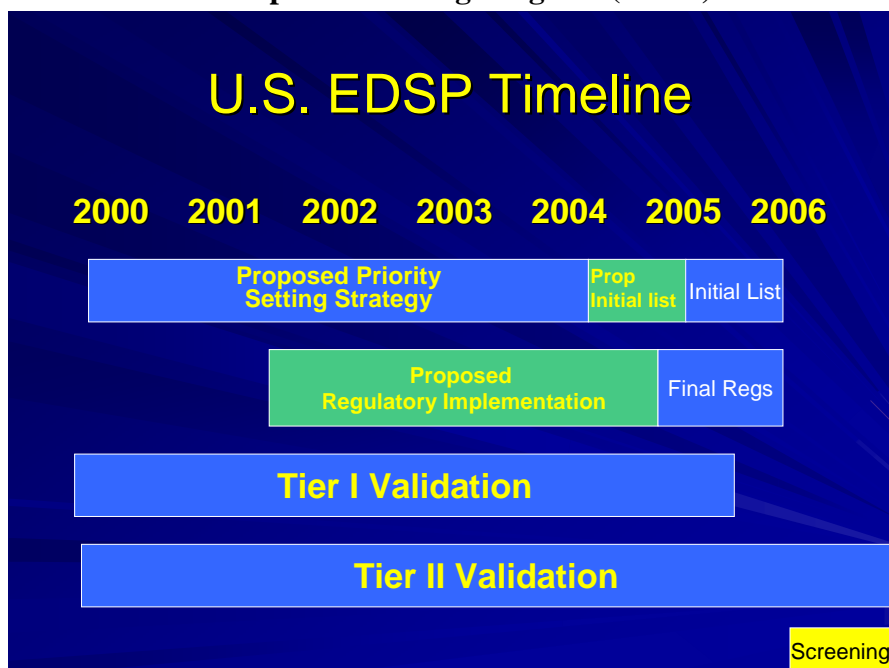 U.S. EDSP Timeline
2000 2001 2002 2003 2004 2005 2006
Proposed Priority
Setting Strategy
Prop
Initial list
Initial List
Proposed
Regulatory Implementation
Final Regs
Tier I Validation
Tier II Validation
Screening